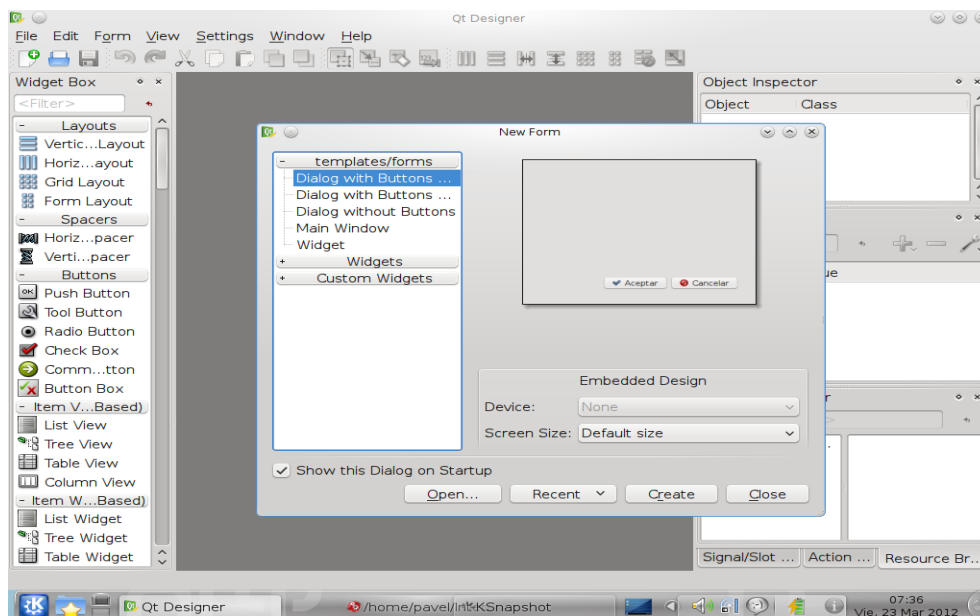 Qt Designer
File Edit Form View Settings Window Help
Widget Box
<Filter>
- Layouts
Vertic...Layout
Horiz...ayout
Grid Layout
Form Layout
- Spacers
Horiz...pacer
Verti...pacer
- Buttons
OK Push Button
Tool Button
Radio Button
Check Box
Comm...tton
Button Box
- Item V...Based)
List View
Tree View
Table View
Column View
- Item W...Based)
List Widget
Tree Widget
Table Widget
New Form
- templates/forms
Dialog with Buttons ...
Dialog with Buttons ...
Dialog without Buttons
Main Window
Widget
+ Widgets
+ Custom Widgets
Aceptar Cancelar
Embedded Design
Device: None
Screen Size: Default size
Show this Dialog on Startup
Open... Recent Create Close
Object Inspector
Object Class
ue
r
>
.
Signal/Slot ... Action ... Resource Br...
Qt Designer
KSnapshot
07:36
Vie, 23 Mar 2012